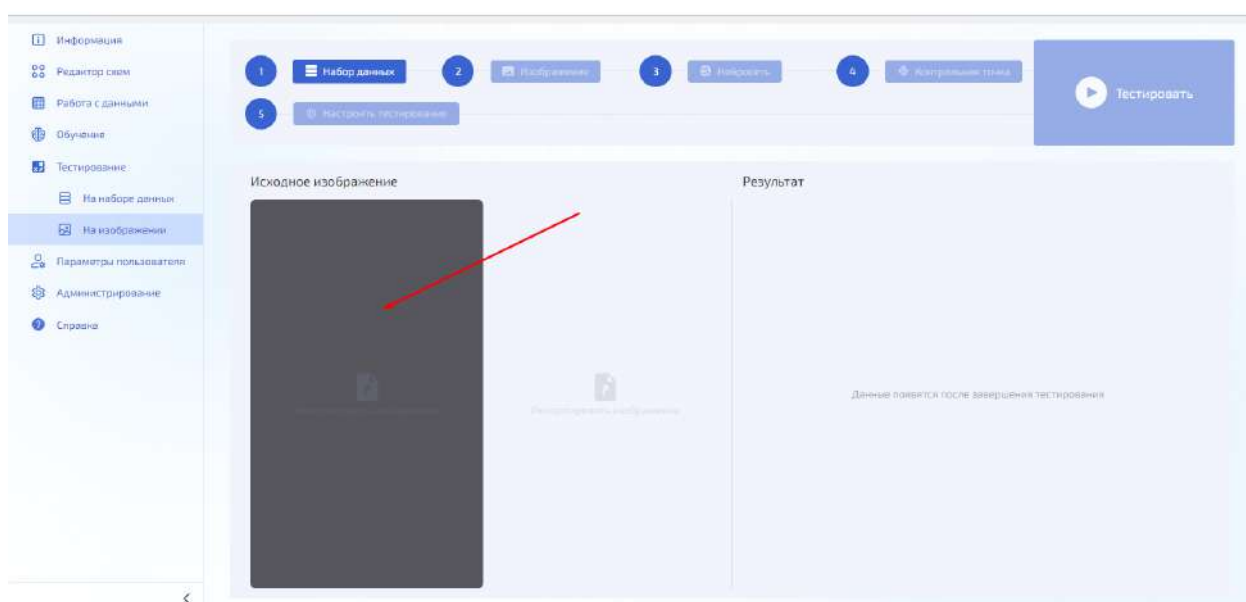 Информация
Редактор схем
Работа с данными
Обучение
Тестирование
На наборе данных
На изображении
Параметры пользователя
Администрирование
Справка
1 Набор данных 2 Изображение 3 Нейросеть 4 Контрольная точка
5 Настроить тестирование
Тестировать
Исходное изображение
Результат
Данные появятся после завершения тестирования